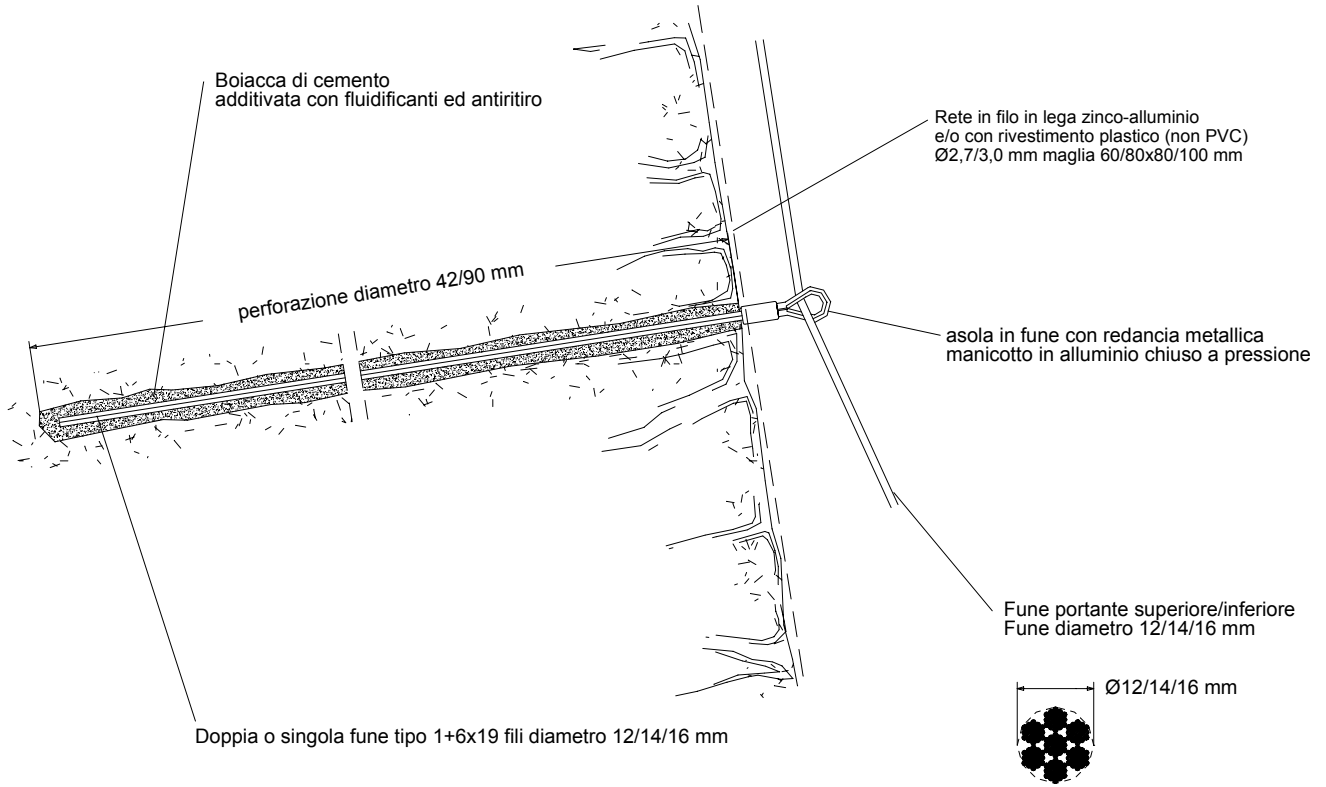 Boiacca di cemento
additivata con fluidificanti ed antiritiro
Rete in filo in lega zinco-alluminio
e/o con rivestimento plastico (non PVC)
Ø2,7/3,0 mm maglia 60/80x80/100 mm
perforazione diametro 42/90 mm
asola in fune con redancia metallica
manicotto in alluminio chiuso a pressione
Fune portante superiore/inferiore
Fune diametro 12/14/16 mm
Ø12/14/16 mm
Doppia o singola fune tipo 1+6x19 fili diametro 12/14/16 mm